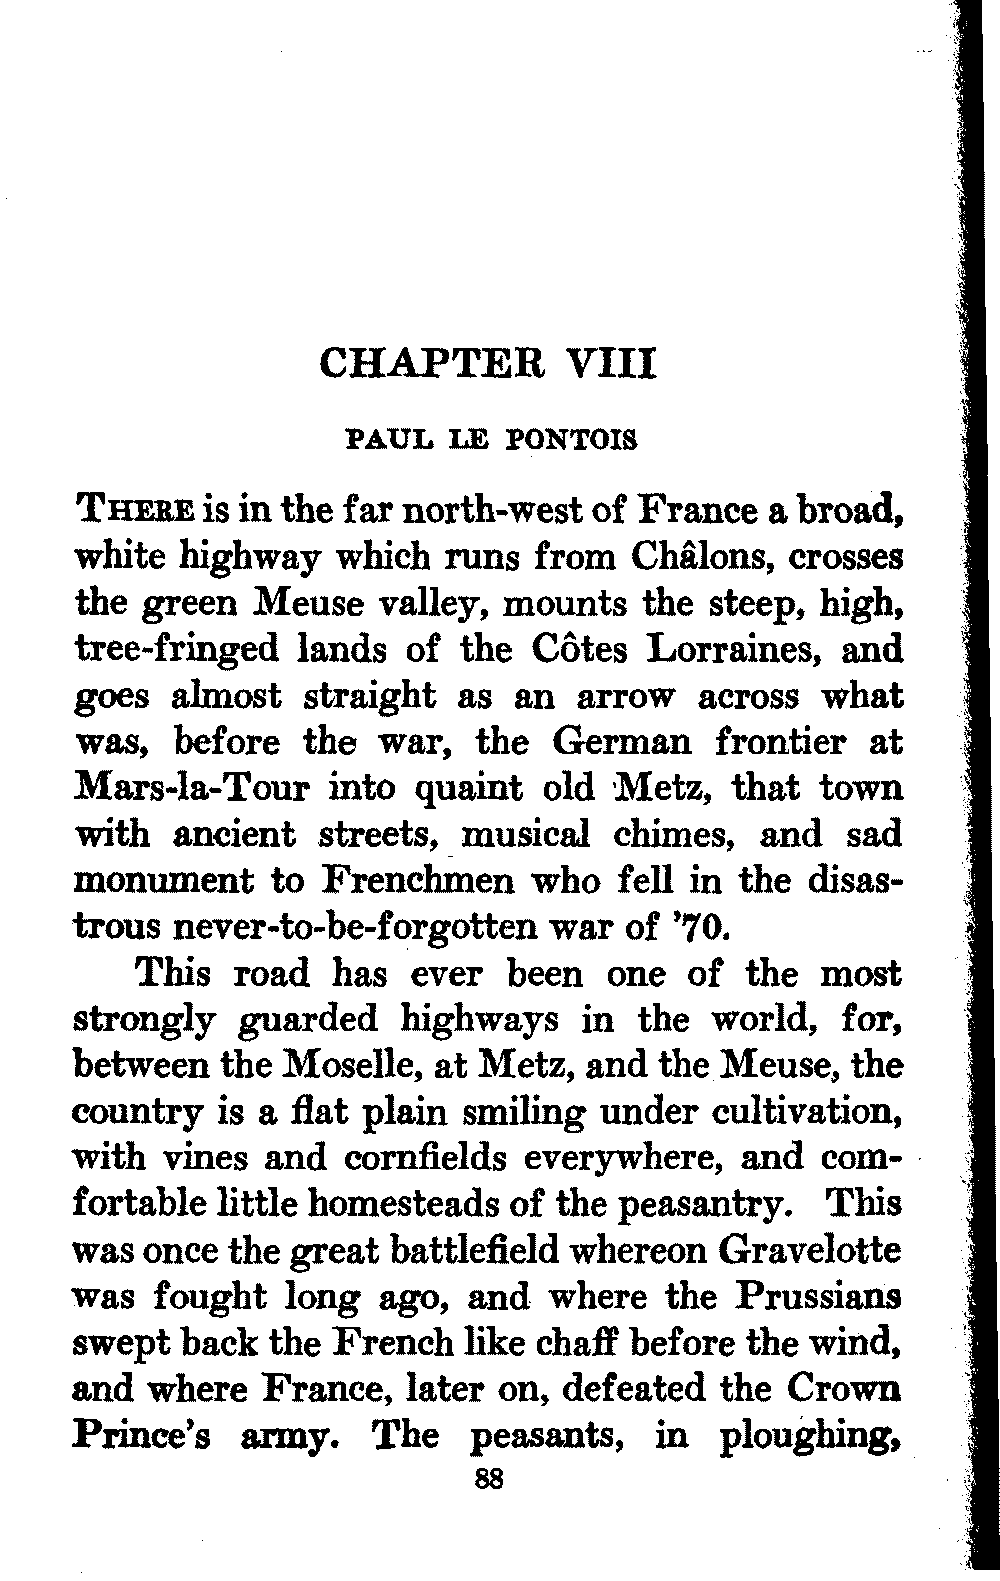 CHAPTER VIII
PAUL LE PONTOIS
THERE is in the far north-west of France a broad,
white highway which runs from Châlons, crosses
the green Meuse valley, mounts the steep, high,
tree-fringed lands of the Côtes Lorraines, and
goes almost straight as an arrow across what
was, before the war, the German frontier at
Mars-la-Tour into quaint old Metz, that town
with ancient streets, musical chimes, and sad
monument to Frenchmen who fell in the disas-
trous never-to-be-forgotten war of ’70.
This road has ever been one of the most
strongly guarded highways in the world, for,
between the Moselle, at Metz, and the Meuse, the
country is a flat plain smiling under cultivation,
with vines and cornfields everywhere, and com-
fortable little homesteads of the peasantry. This
was once the great battlefield whereon Gravelotte
was fought long ago, and where the Prussians
swept back the French like chaff before the wind,
and where France, later on, defeated the Crown
Prince’s army. The peasants, in ploughing,
88